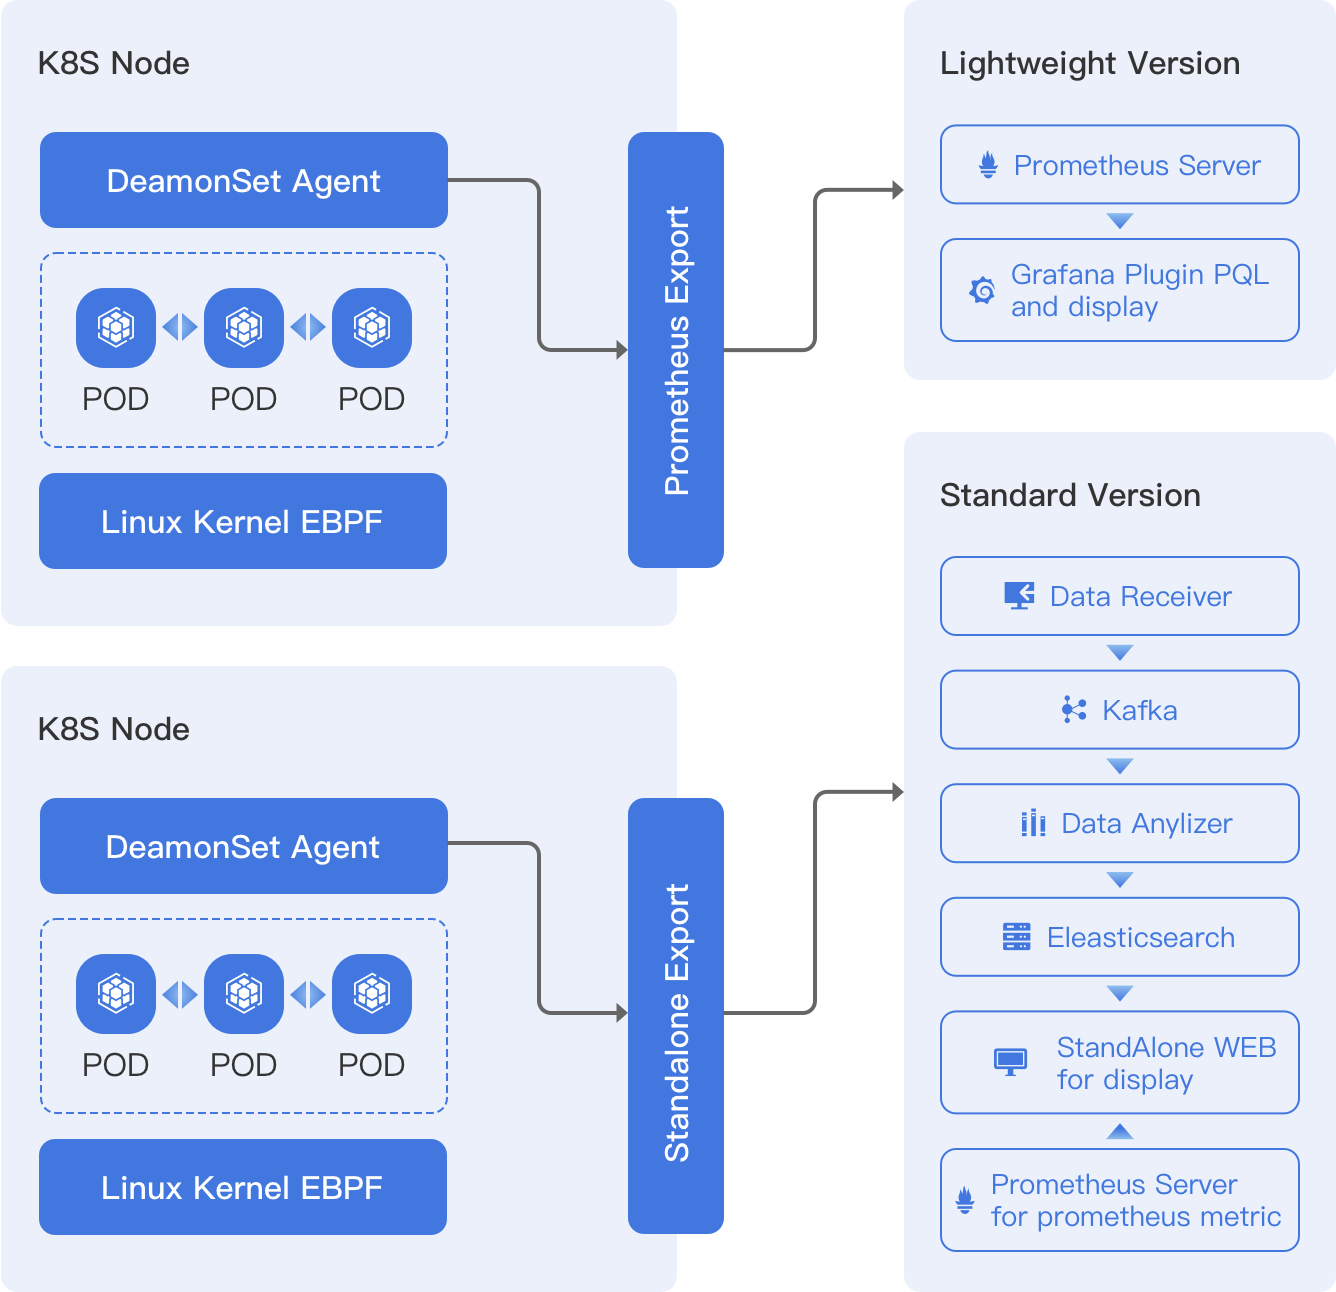 K8S Node
DeamonSet Agent
POD
POD
POD
Linux Kernel EBPF
Prometheus Export
Lightweight Version
Prometheus Server
Grafana Plugin PQL
and display
K8S Node
DeamonSet Agent
POD
POD
POD
Linux Kernel EBPF
Standalone Export
Standard Version
Data Receiver
Kafka
Data Anylizer
Eleasticsearch
StandAlone WEB
for display
Prometheus Server
for prometheus metric